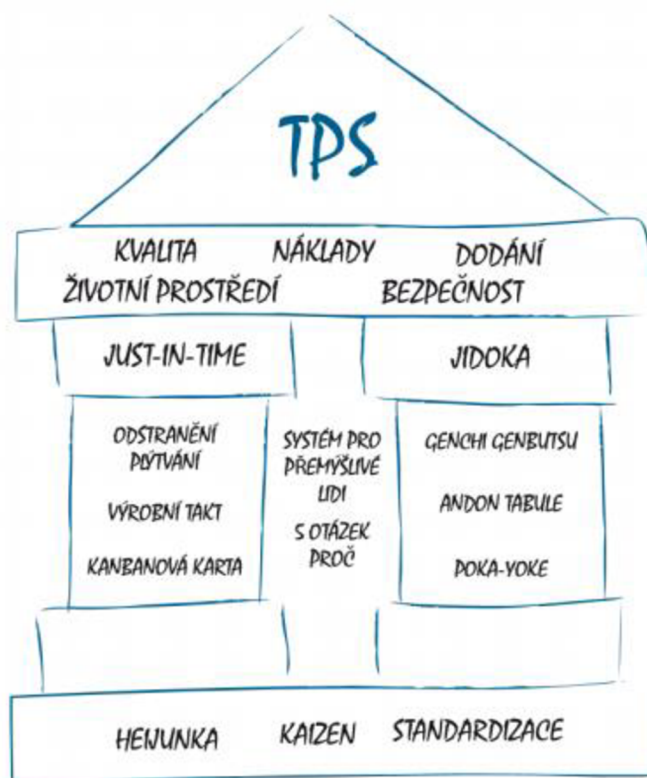 TPS
KVALITA NÁKLADY DODÁNÍ
ŽIVOTNÍ PROSTŘEDÍ BEZPEČNOST
JUST-IN-TIME
JIDOKA
ODSTRANĚNÍ
PLÝTVÁNÍ
VÝROBNÍ TAKT
KANBANOVÁ KARTA
SYSTÉM PRO
PŘEMÝŠLIVÉ
LIDI
5 OTÁZEK
PROČ
GENCHI GENBUTSU
ANDON TABULE
POKA-YOKE
HEIJUNKA KAIZEN STANDARDIZACE